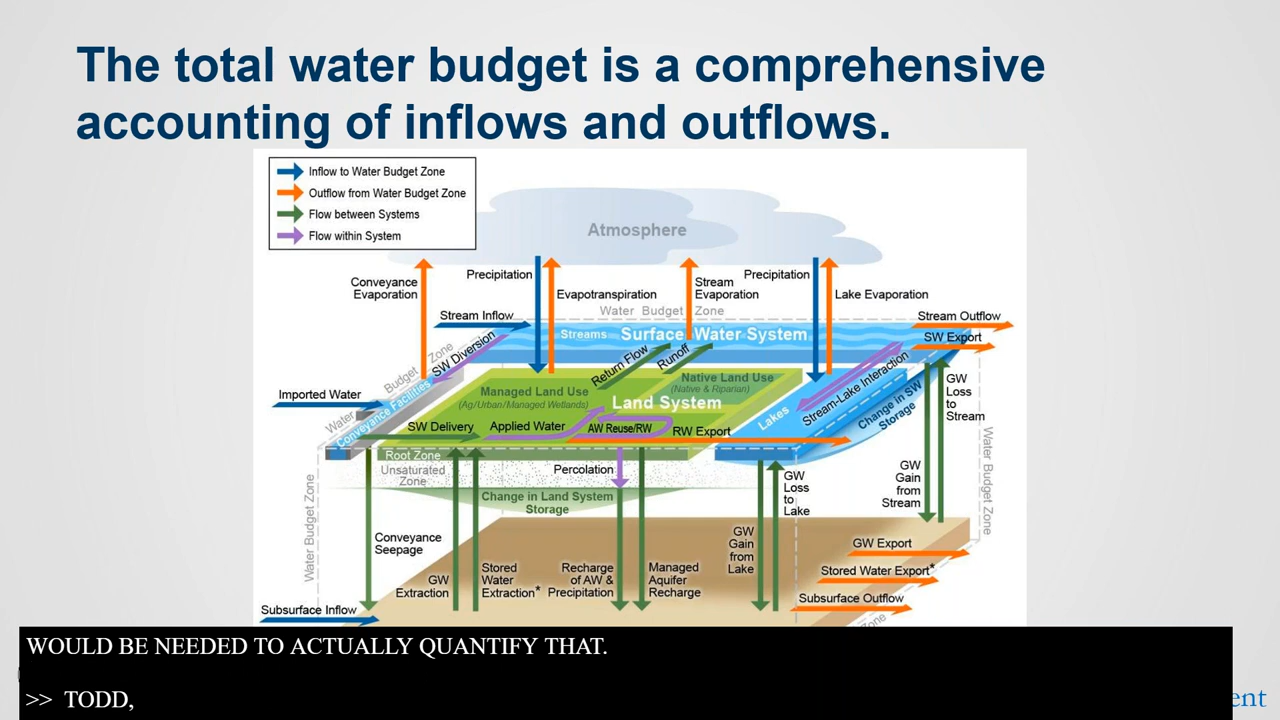 The total water budget is a comprehensive
accounting of inflows and outflows.
Inflow to Water Budget Zone
Outflow from Water Budget Zone
Flow between Systems
Flow within System
Atmosphere
Conveyance
Evaporation
Precipitation
Evapotranspiration
Stream
Evaporation
Precipitation
Lake Evaporation
Water Budget Zone
Stream Inflow
Streams
Surface Water System
Stream Outflow
SW Export
SW Diversion
Water Budget Zone
Imported Water
Conveyance Facilities
Return Flow
Runoff
Managed Land Use
(Ag/Urban/Managed Wetlands)
Native Land Use
(Native & Riparian)
Land System
Lakes
Stream-Lake Interaction
Change in SW
Storage
GW
Loss
to
Stream
SW Delivery
Applied Water
AW Reuse/RW
RW Export
Root Zone
Unsaturated
Zone
Percolation
Change in Land System
Storage
GW
Loss
to
Lake
GW
Gain
from
Stream
Water Budget Zone
Water Budget Zone
Conveyance
Seepage
GW
Extraction
Stored
Water
Extraction*
Recharge
of AW &
Precipitation
Managed
Aquifer
Recharge
GW
Gain
from
Lake
GW Export
Stored Water Export*
Subsurface Outflow
Subsurface Inflow
Zone
WOULD BE NEEDED TO ACTUALLY QUANTIFY THAT.
>> TODD,
ent